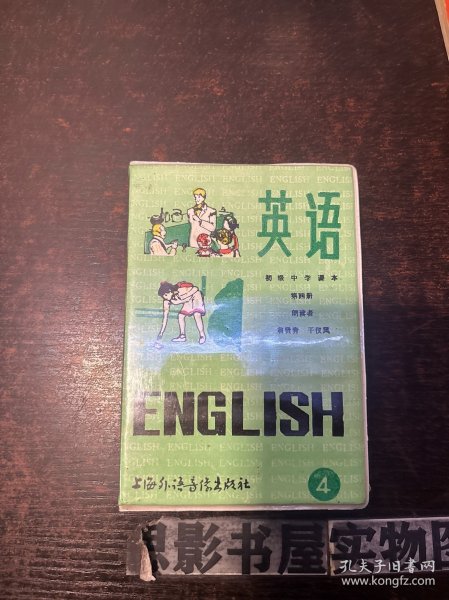 英语
初级中学课本
第四册
朗读者
ENGLISH
上海外语音像出版社
4
识影书屋实物图
孔夫子旧书网
www.kongfz.com